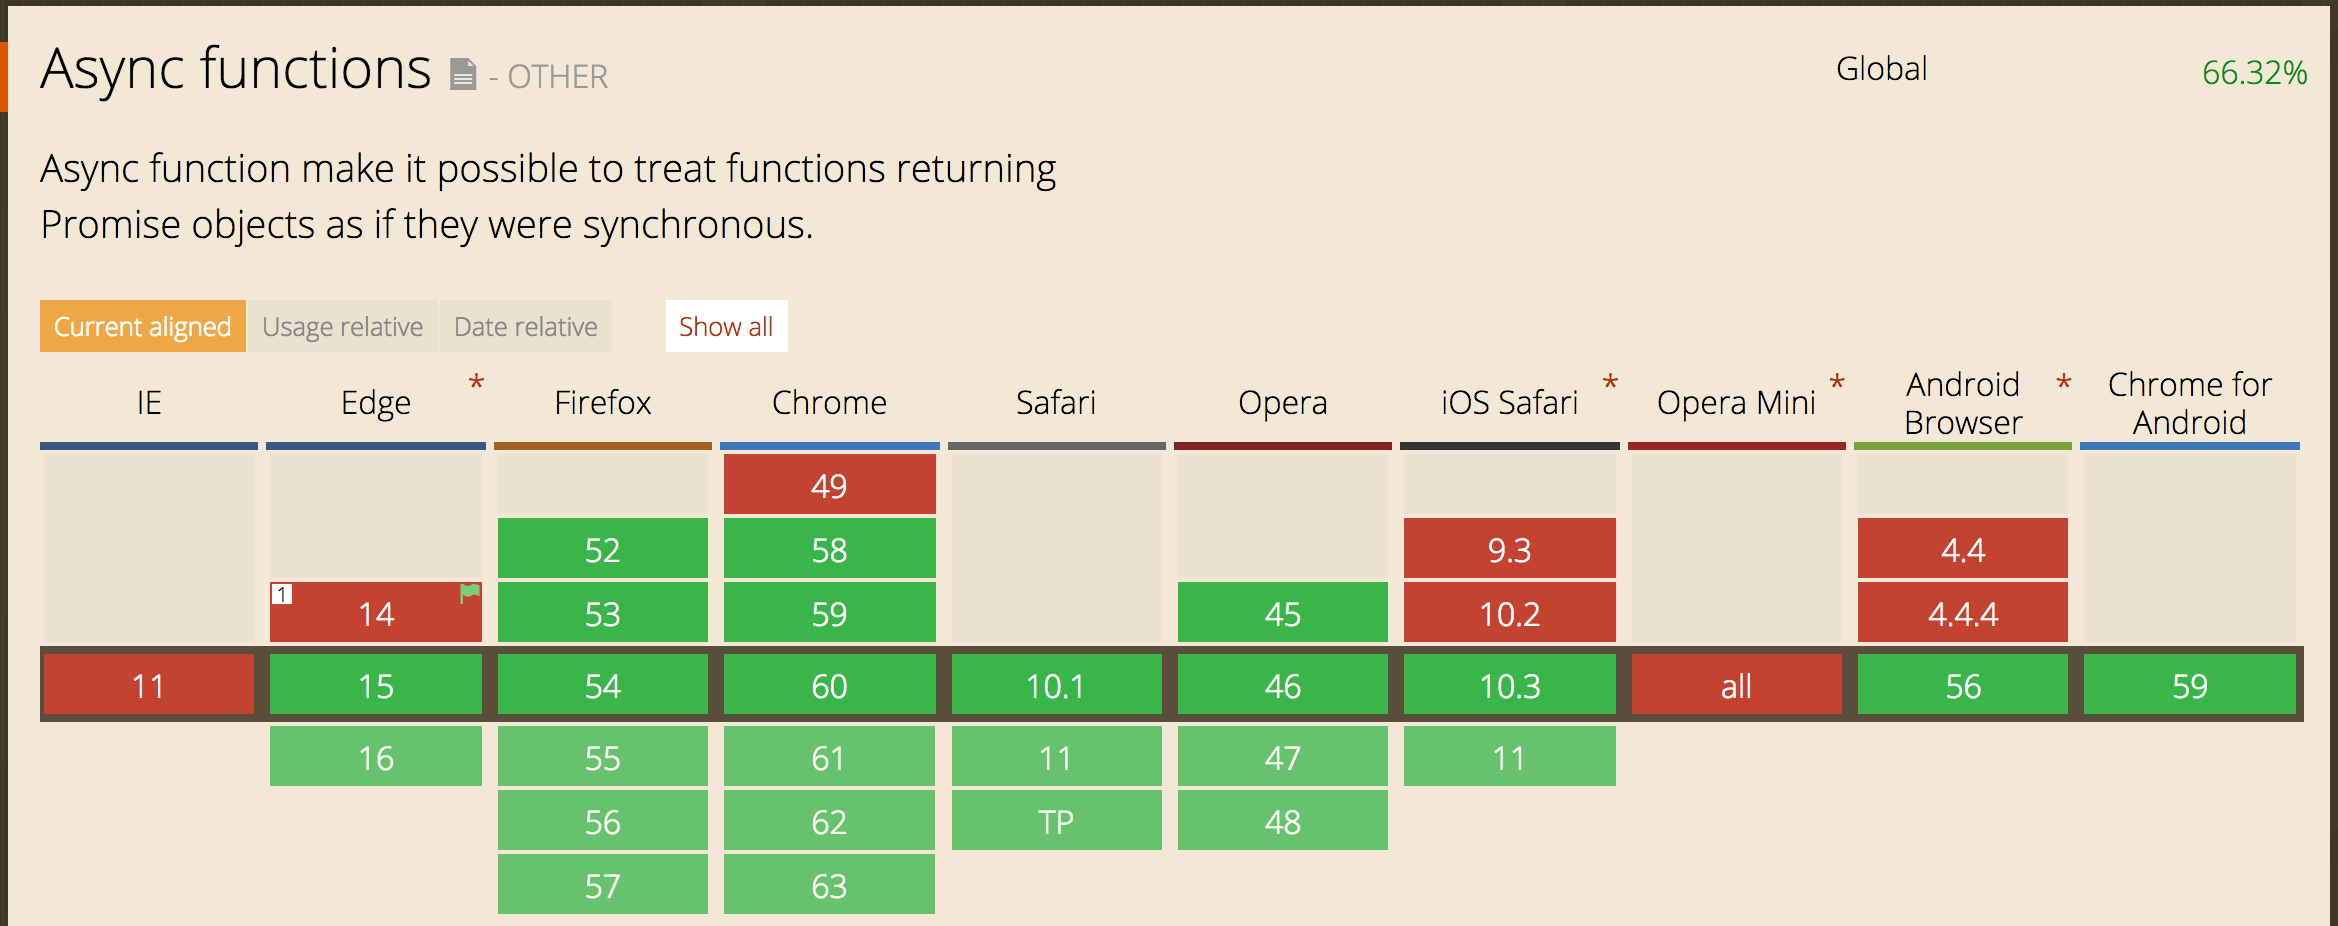 Async functions - OTHER
Global 66.32%
Async function make it possible to treat functions returning
Promise objects as if they were synchronous.
Current aligned Usage relative Date relative Show all
IE Edge * Firefox Chrome Safari Opera iOS Safari * Opera Mini * Android Browser * Chrome for Android
49
52 58 9.3 4.4
1 14 53 59 45 10.2 4.4.4
11 15 54 60 10.1 46 10.3 all 56 59
16 55 61 11 47 11
56 62 TP 48
57 63